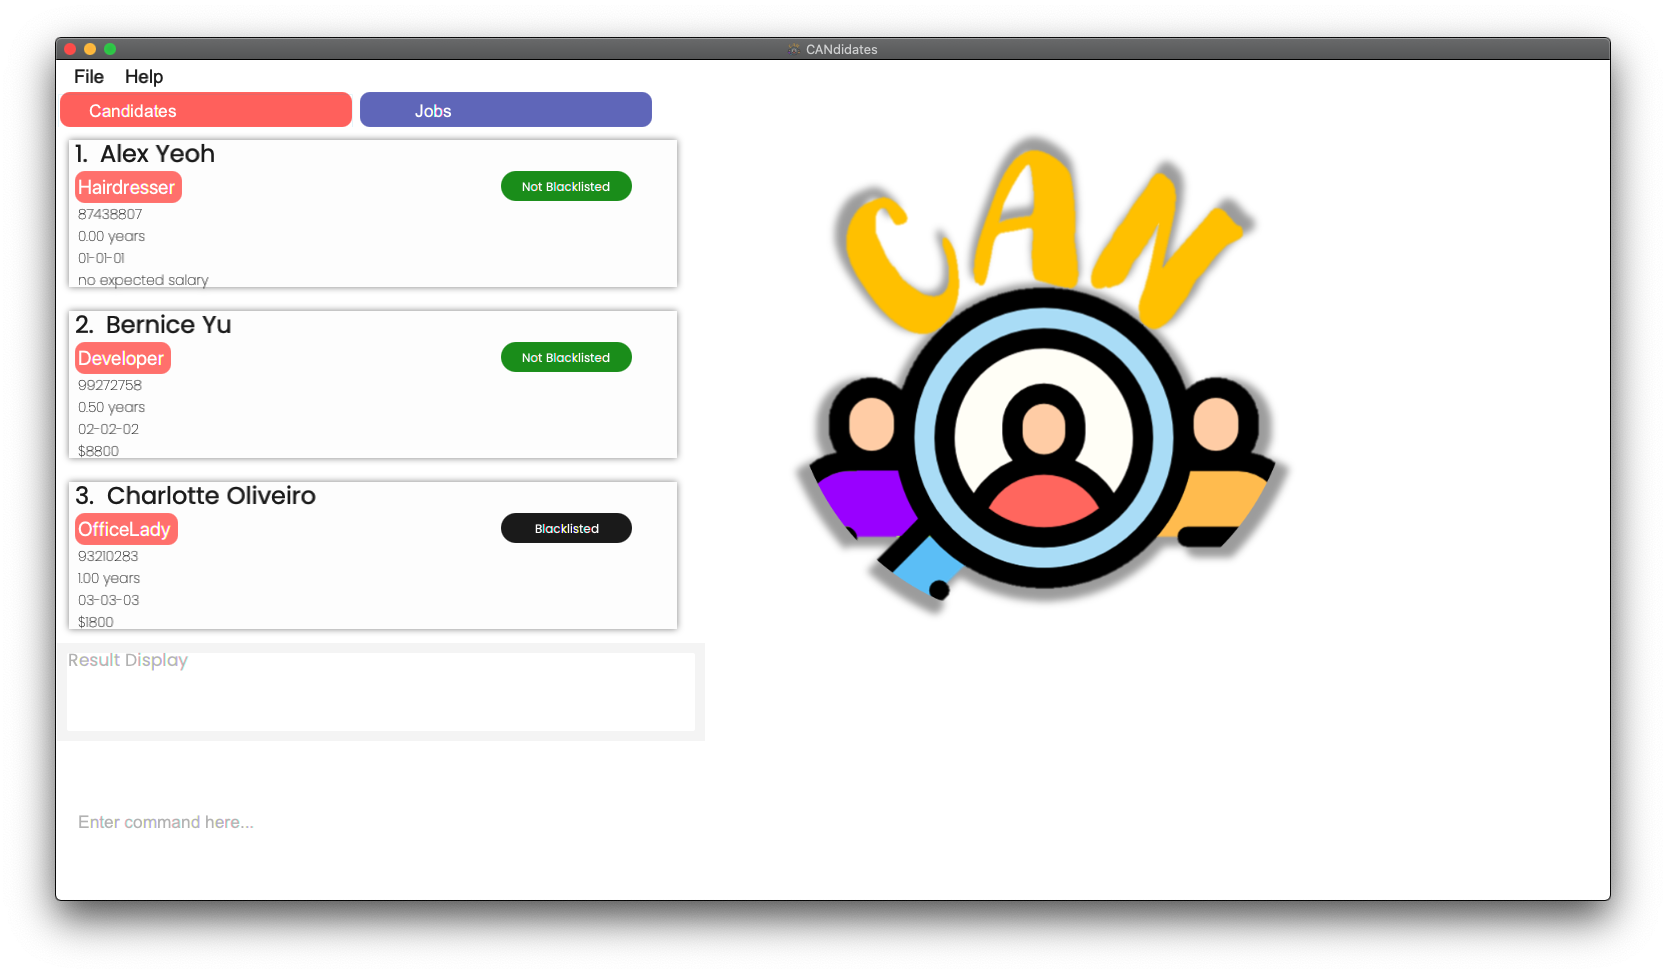 CANdidates
File Help
Candidates Jobs
1. Alex Yeoh
Hairdresser
Not Blacklisted
87438807
0.00 years
01-01-01
no expected salary
2. Bernice Yu
Developer
Not Blacklisted
99272758
0.50 years
02-02-02
$8800
3. Charlotte Oliveiro
OfficeLady
Blacklisted
93210283
1.00 years
03-03-03
$1800
Result Display
Enter command here...
CAN